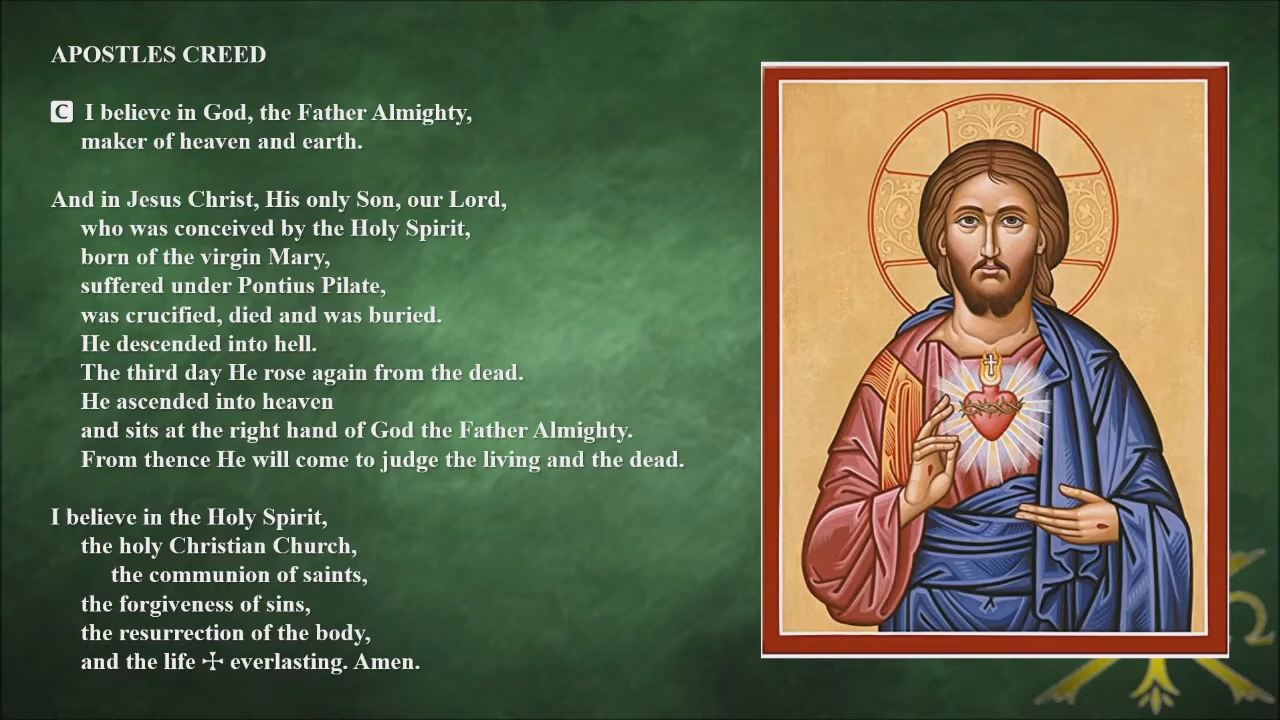 APOSTLES CREED
C I believe in God, the Father Almighty,
maker of heaven and earth.
And in Jesus Christ, His only Son, our Lord,
who was conceived by the Holy Spirit,
born of the virgin Mary,
suffered under Pontius Pilate,
was crucified, died and was buried.
He descended into hell.
The third day He rose again from the dead.
He ascended into heaven
and sits at the right hand of God the Father Almighty.
From thence He will come to judge the living and the dead.
I believe in the Holy Spirit,
the holy Christian Church,
the communion of saints,
the forgiveness of sins,
the resurrection of the body,
and the life ☩ everlasting. Amen.